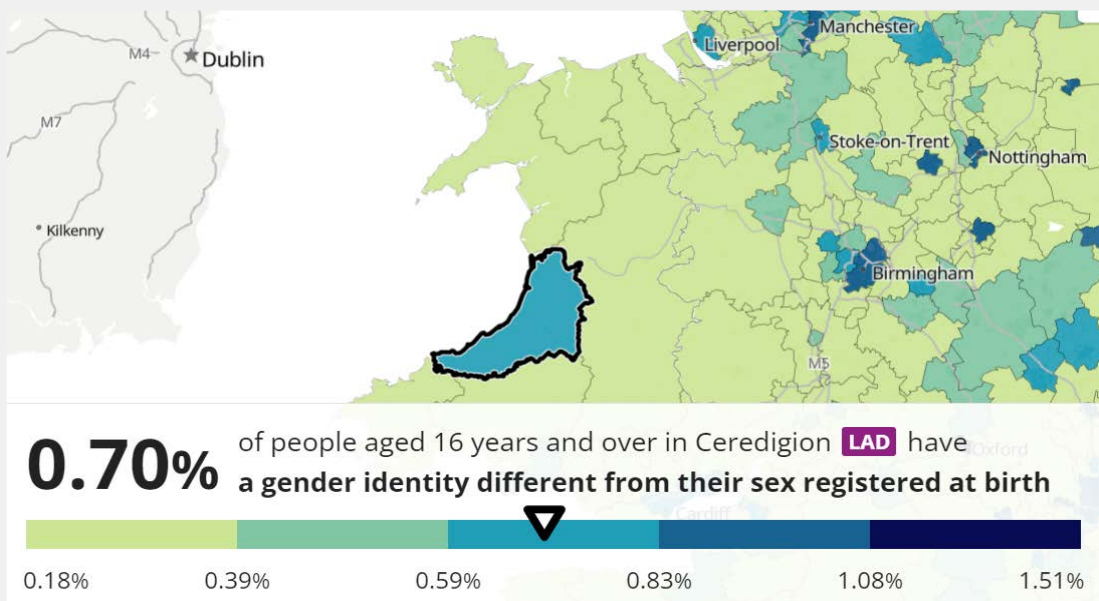 Manchester
Liverpool
M4
Dublin
M7
Stoke-on-Trent
Nottingham
Kilkenny
Birmingham
M5
0.70%
of people aged 16 years and over in Ceredigion LAD have
a gender identity different from their sex registered at birth
Oxford
Cardiff
0.18% 0.39% 0.59% 0.83% 1.08% 1.51%